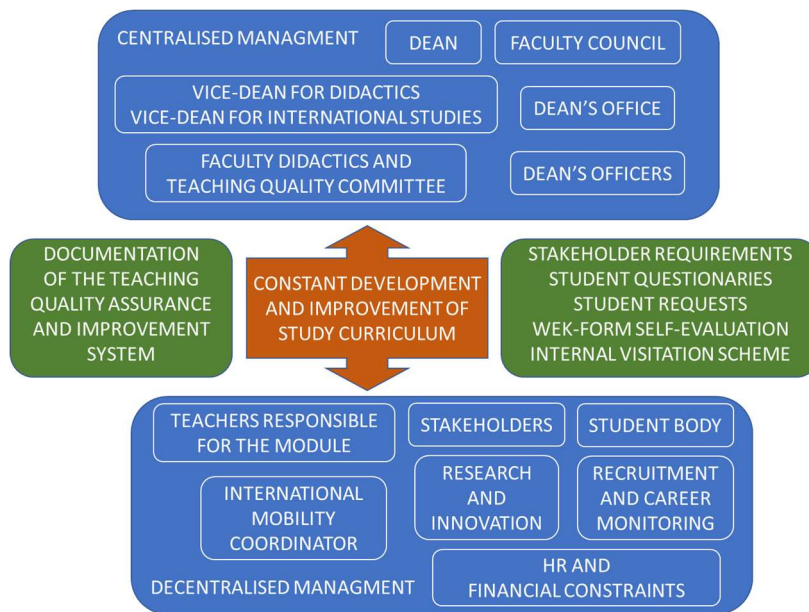 CENTRALISED MANAGMENT
DEAN
FACULTY COUNCIL
VICE-DEAN FOR DIDACTICS
VICE-DEAN FOR INTERNATIONAL STUDIES
DEAN'S OFFICE
FACULTY DIDACTICS AND
TEACHING QUALITY COMMITTEE
DEAN'S OFFICERS
DOCUMENTATION
OF THE TEACHING
QUALITY ASSURANCE
AND IMPROVEMENT
SYSTEM
CONSTANT DEVELOPMENT
AND IMPROVEMENT OF
STUDY CURRICULUM
STAKEHOLDER REQUIREMENTS
STUDENT QUESTIONARIES
STUDENT REQUESTS
WEK-FORM SELF-EVALUATION
INTERNAL VISITATION SCHEME
TEACHERS RESPONSIBLE
FOR THE MODULE
STAKEHOLDERS
STUDENT BODY
INTERNATIONAL
MOBILITY
COORDINATOR
RESEARCH
AND
INNOVATION
RECRUITMENT
AND CAREER
MONITORING
DECENTRALISED MANAGMENT
HR AND
FINANCIAL CONSTRAINTS